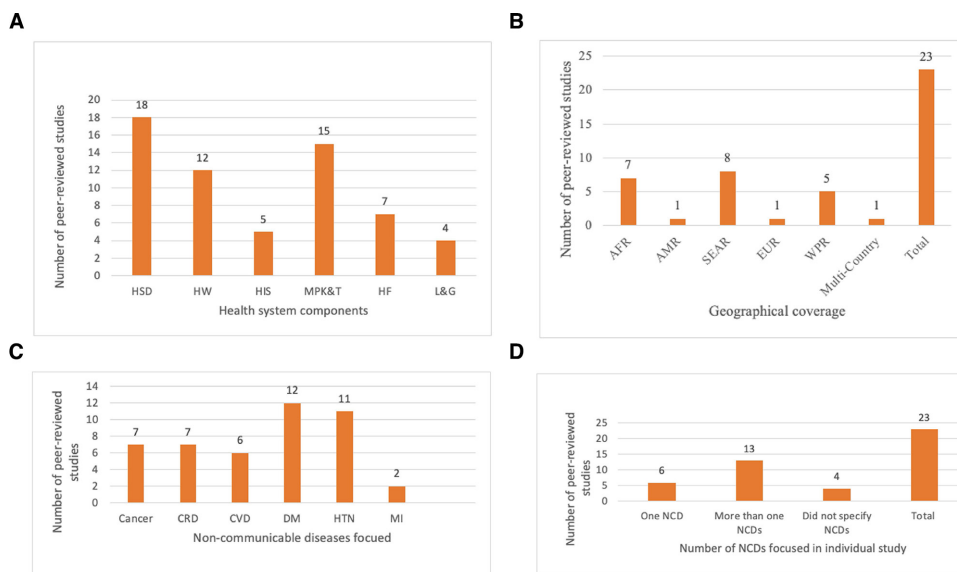 A
Number of peer-reviewed studies
20
18
16
14
12
10
8
6
4
2
0
18
12
5
15
7
4
HSD HW HIS MPK&T HF L&G
Health system components
B
Number of peer-reviewed studies
25
20
15
10
5
0
7
1
8
1
5
1
23
AFR AMR SEAR EUR WPR Multi-Country Total
Geographical coverage
C
Number of peer-reviewed
studies
14
12
10
8
6
4
2
0
7
7
6
12
11
2
Cancer CRD CVD DM HTN MI
Non-communicable diseases focued
D
Number of peer-reviewed
studies
25
20
15
10
5
0
6
13
4
23
One NCD More than one Did not specify Total
NCDs NCDs
Number of NCDs focused in individual study